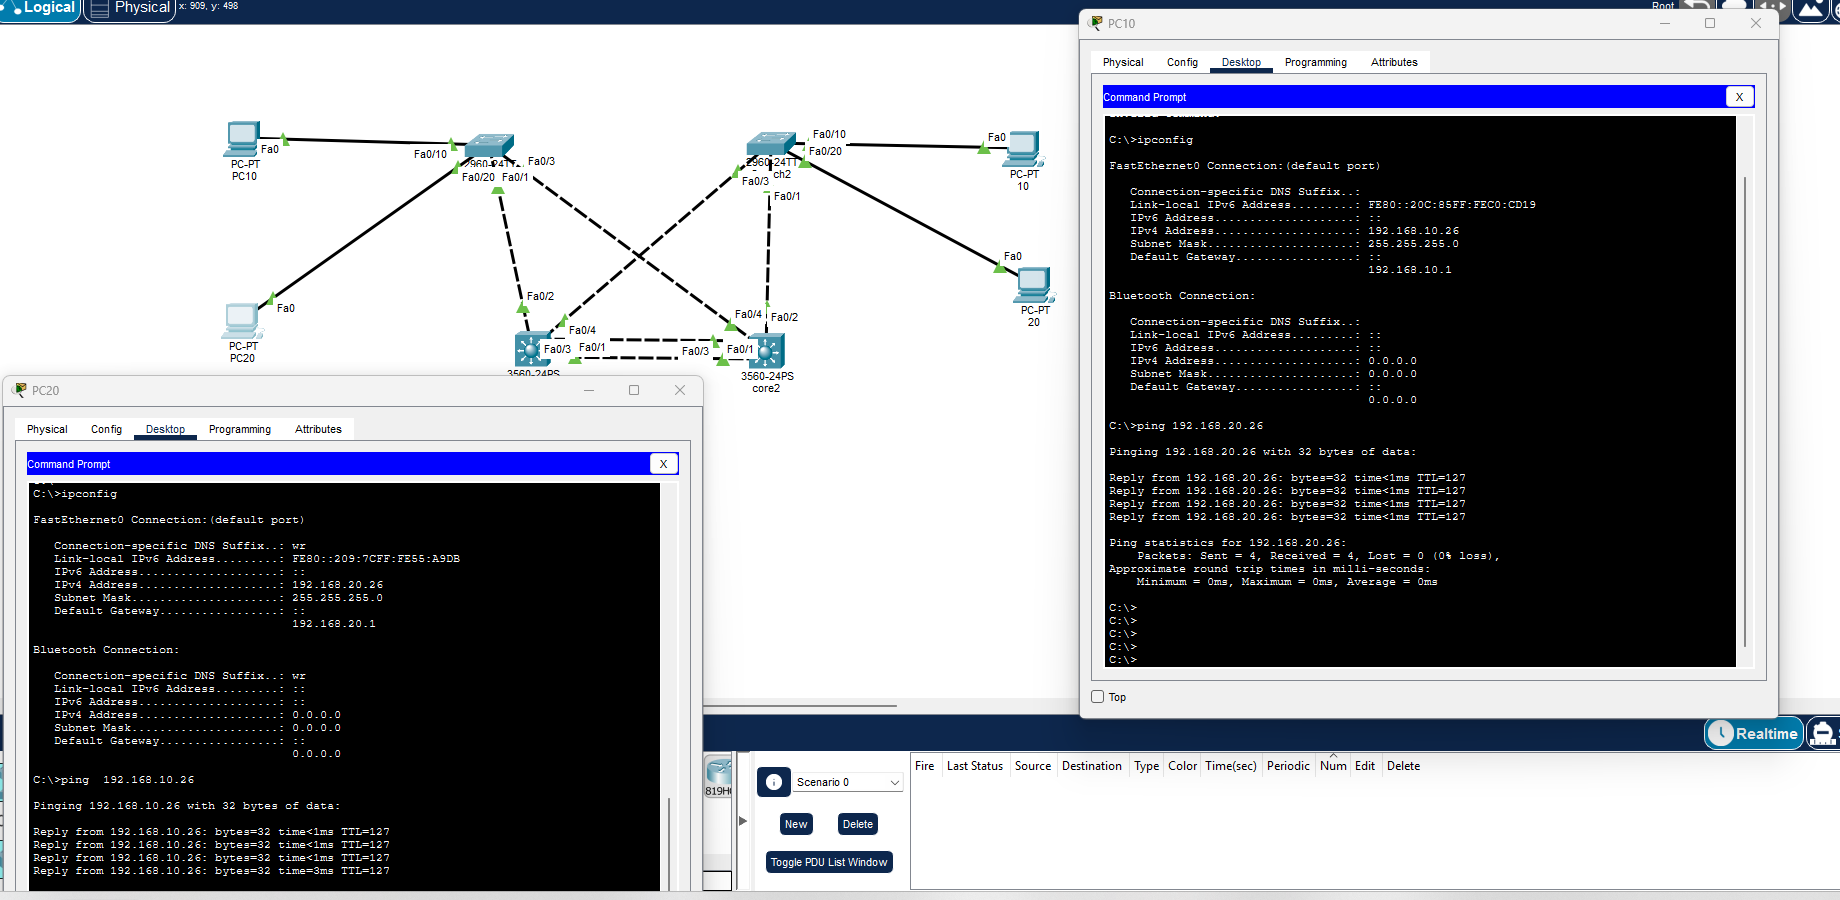 Logical
Physical
x: 909, y: 498
Root
PC-PT
PC10
Fa0
Fa0/10
2960-24TT
Fa0/3
Fa0/20
Fa0/1
PC-PT
PC20
Fa0
Fa0/2
Fa0/4
Fa0/3
Fa0/1
3560-24PS
Fa0/10
Fa0/20
2960-24TT
ch2
Fa0/3
Fa0/1
Fa0
PC-PT
10
Fa0
PC-PT
20
Fa0/4
Fa0/2
Fa0/3
Fa0/1
3560-24PS
core2
PC20
Physical
Config
Desktop
Programming
Attributes
Command Prompt
X
C:\>ipconfig
FastEthernet0 Connection:(default port)
Connection-specific DNS Suffix..: wr
Link-local IPv6 Address.........: FE80::209:7CFF:FE55:A9DB
IPv6 Address....................: ::
IPv4 Address....................: 192.168.20.26
Subnet Mask.....................: 255.255.255.0
Default Gateway.................: ::
192.168.20.1
Bluetooth Connection:
Connection-specific DNS Suffix..: wr
Link-local IPv6 Address.........: ::
IPv6 Address....................: ::
IPv4 Address....................: 0.0.0.0
Subnet Mask.....................: 0.0.0.0
Default Gateway.................: ::
0.0.0.0
C:\>ping  192.168.10.26
Pinging 192.168.10.26 with 32 bytes of data:
Reply from 192.168.10.26: bytes=32 time<1ms TTL=127
Reply from 192.168.10.26: bytes=32 time<1ms TTL=127
Reply from 192.168.10.26: bytes=32 time<1ms TTL=127
Reply from 192.168.10.26: bytes=32 time=3ms TTL=127
PC10
Physical
Config
Desktop
Programming
Attributes
Command Prompt
X
C:\>ipconfig
FastEthernet0 Connection:(default port)
Connection-specific DNS Suffix..:
Link-local IPv6 Address.........: FE80::20C:85FF:FEC0:CD19
IPv6 Address....................: ::
IPv4 Address....................: 192.168.10.26
Subnet Mask.....................: 255.255.255.0
Default Gateway.................: ::
192.168.10.1
Bluetooth Connection:
Connection-specific DNS Suffix..:
Link-local IPv6 Address.........: ::
IPv6 Address....................: ::
IPv4 Address....................: 0.0.0.0
Subnet Mask.....................: 0.0.0.0
Default Gateway.................: ::
0.0.0.0
C:\>ping 192.168.20.26
Pinging 192.168.20.26 with 32 bytes of data:
Reply from 192.168.20.26: bytes=32 time<1ms TTL=127
Reply from 192.168.20.26: bytes=32 time<1ms TTL=127
Reply from 192.168.20.26: bytes=32 time<1ms TTL=127
Reply from 192.168.20.26: bytes=32 time<1ms TTL=127
Ping statistics for 192.168.20.26:
Packets: Sent = 4, Received = 4, Lost = 0 (0% loss),
Approximate round trip times in milli-seconds:
Minimum = 0ms, Maximum = 0ms, Average = 0ms
C:\>
C:\>
C:\>
C:\>
C:\>
Top
Realtime
819H
Scenario 0
New
Delete
Toggle PDU List Window
Fire
Last Status
Source
Destination
Type
Color
Time(sec)
Periodic
Num
Edit
Delete